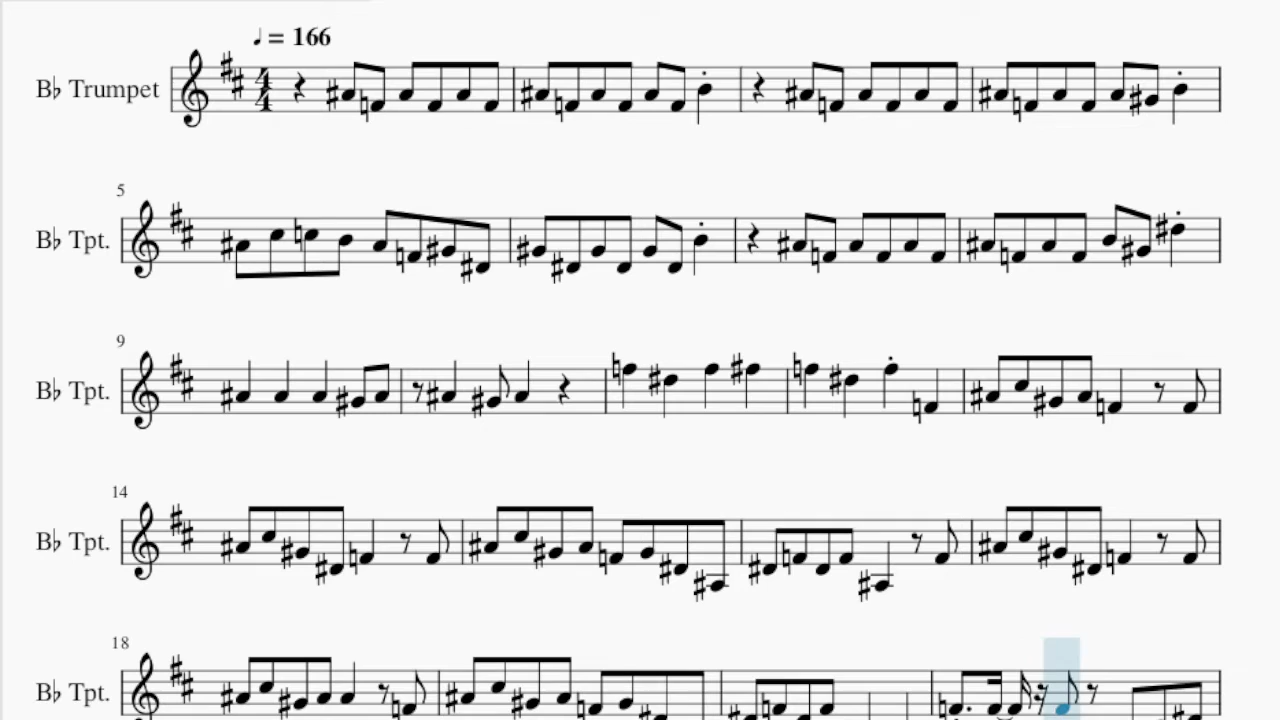 ♩ = 166
B♭ Trumpet
4
4
5
B♭ Tpt.
9
B♭ Tpt.
14
B♭ Tpt.
18
B♭ Tpt.